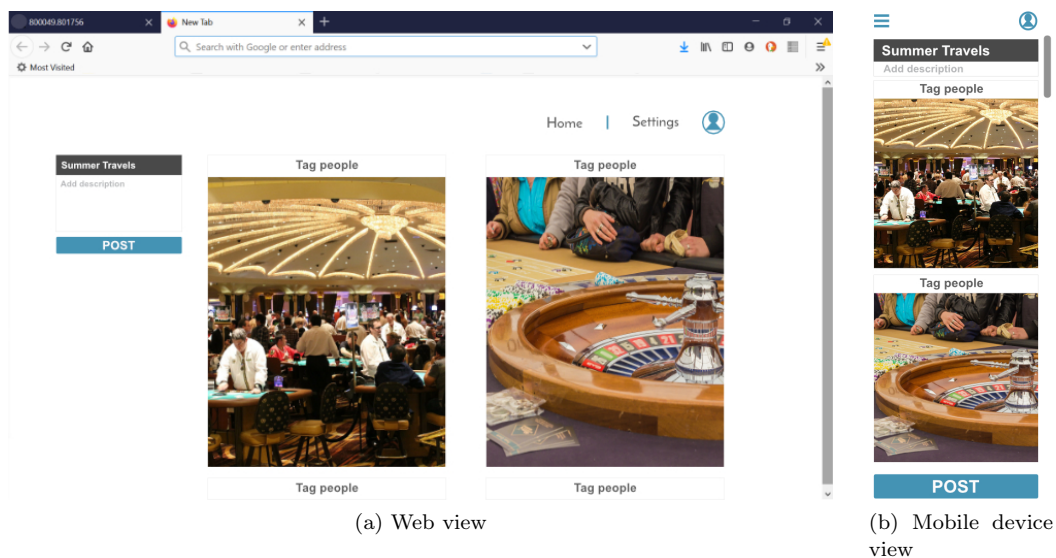 800049.801756
New Tab
Search with Google or enter address
Most Visited
Home | Settings
Summer Travels
Add description
POST
Tag people
Tag people
Tag people
Tag people
(a) Web view
Summer Travels
Add description
Tag people
Tag people
POST
(b) Mobile device
view